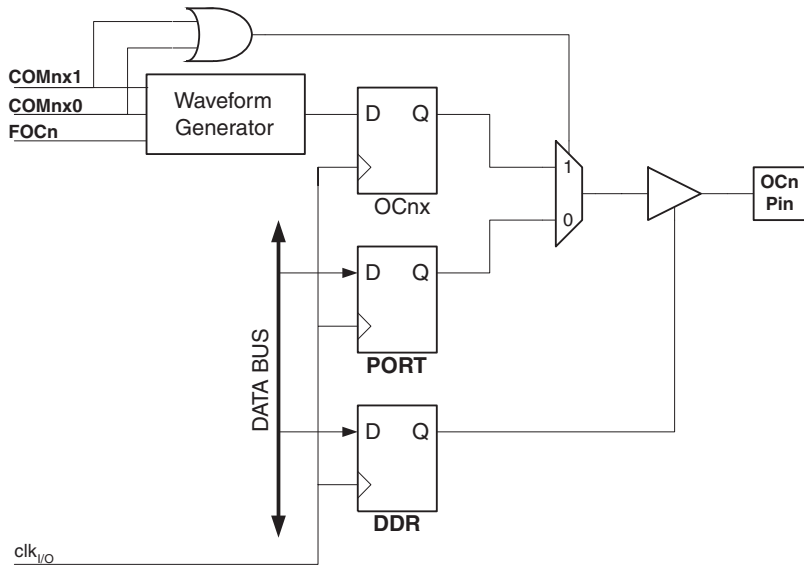 COMnx1
COMnx0
FOCn
Waveform
Generator
D Q
OCnx
1
0
OCn
Pin
D Q
PORT
DATA BUS
D Q
DDR
clkI/O